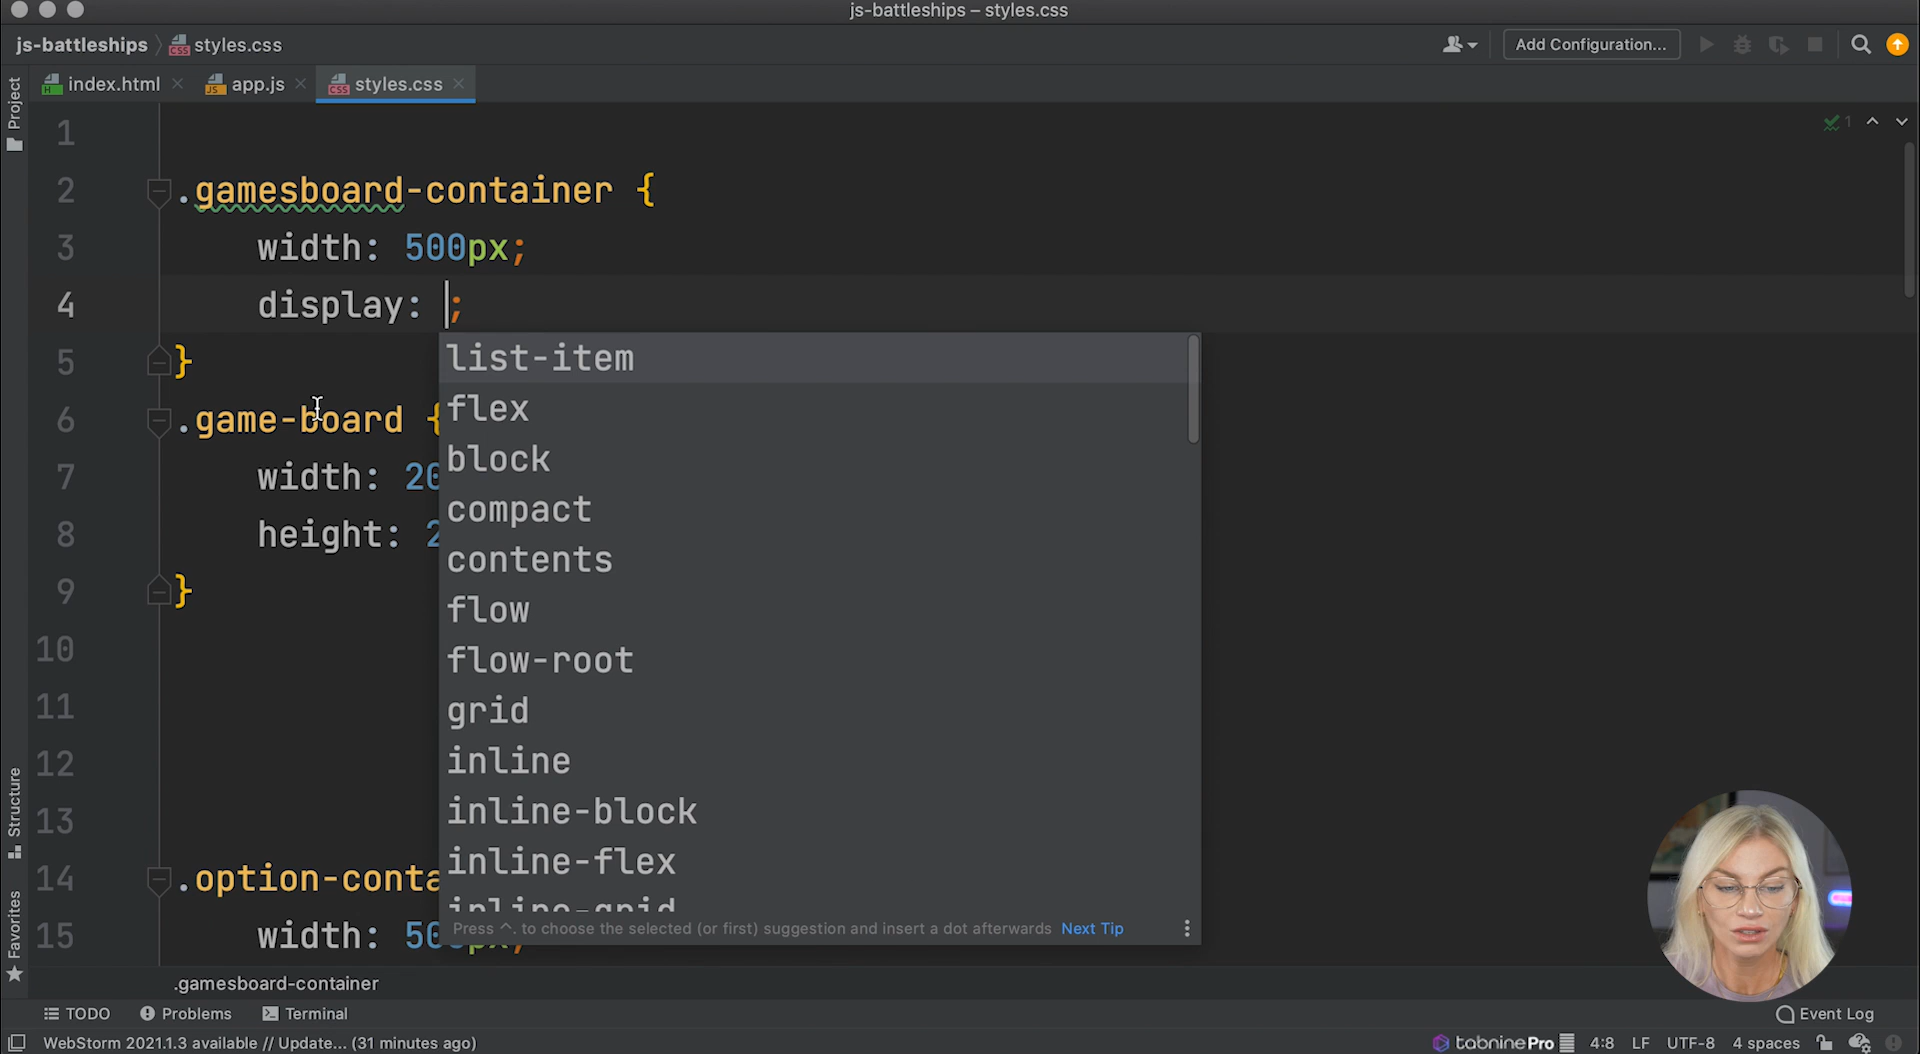 js-battleships – styles.css
js-battleships
styles.css
Add Configuration...
index.html
app.js
styles.css
Project
1
1
2 .gamesboard-container {
3 width: 500px;
4 display: ;
5 }
6 .game-board {
7 width: 20
8 height: 2
9 }
10
11
12
13
14 .option-conta
15 width: 500px;
list-item
flex
block
compact
contents
flow
flow-root
grid
inline
inline-block
inline-flex
inline-grid
Press ^. to choose the selected (or first) suggestion and insert a dot afterwards Next Tip
Structure
Favorites
.gamesboard-container
TODO
Problems
Terminal
Event Log
WebStorm 2021.1.3 available // Update... (31 minutes ago)
tabninePro
4:8
LF
UTF-8
4 spaces